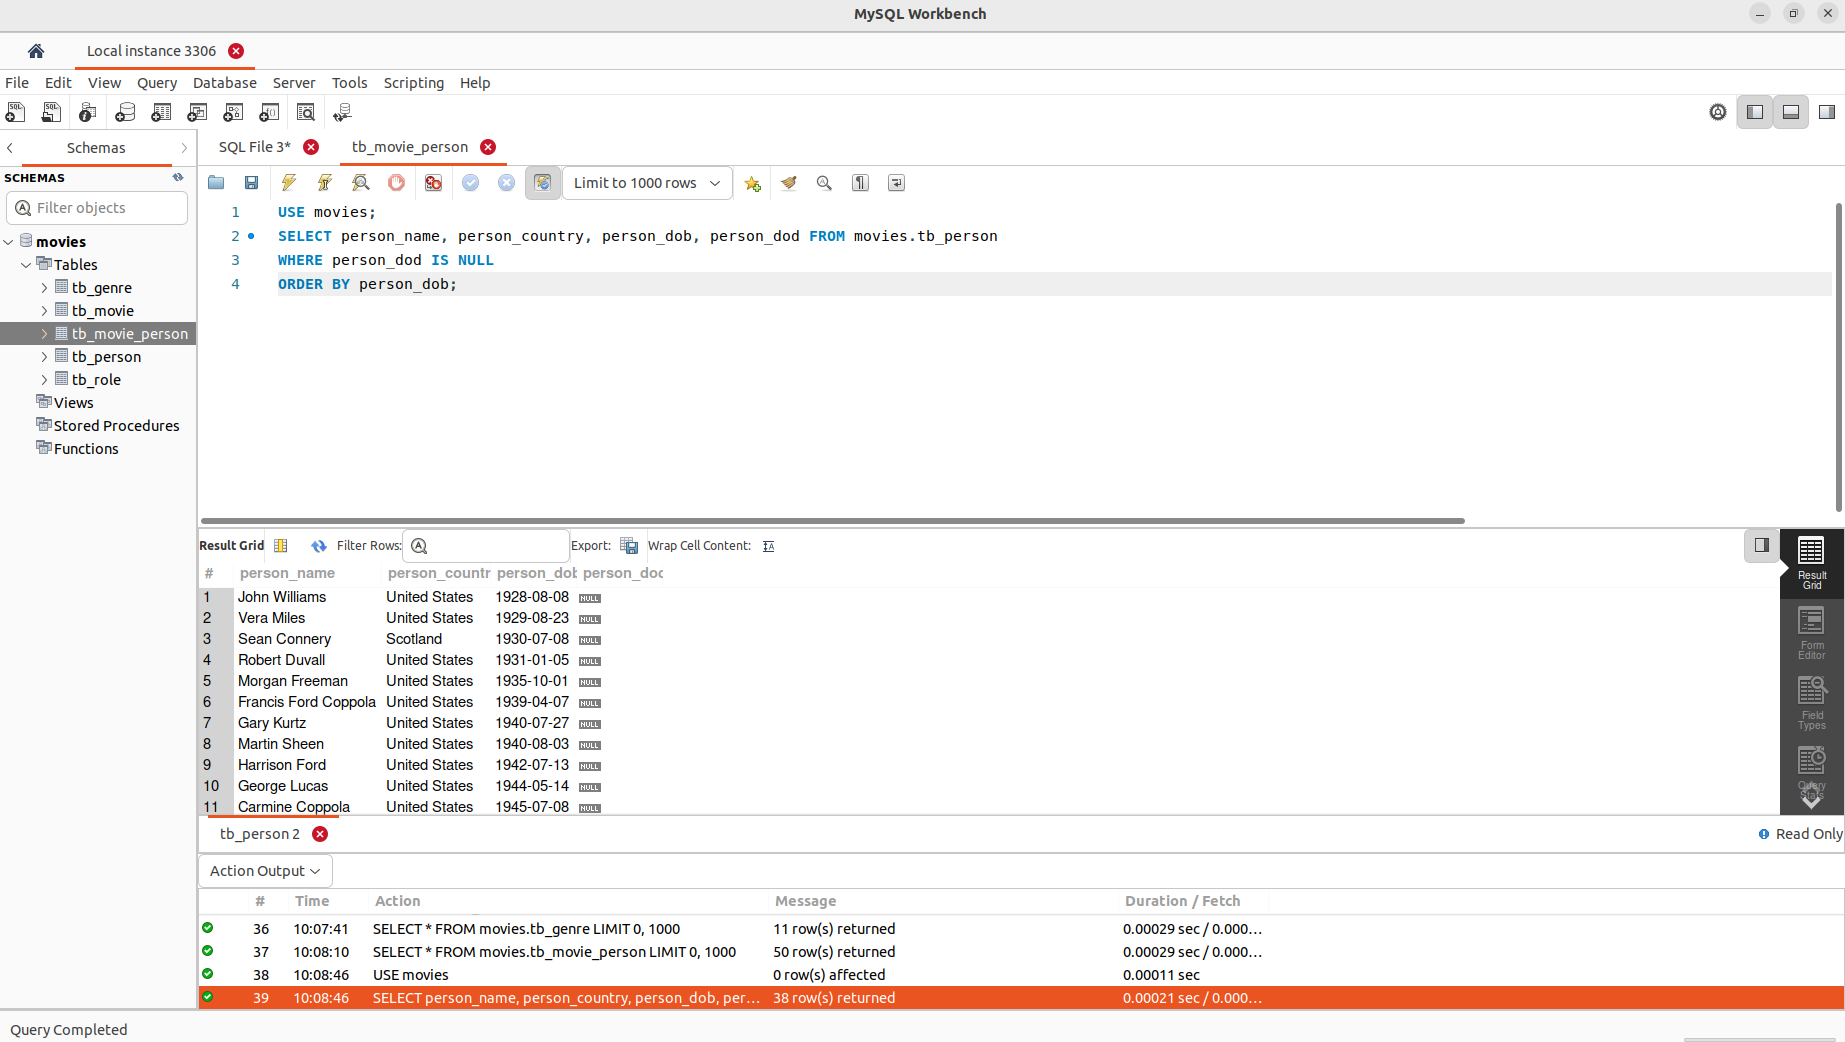 MySQL Workbench
Local instance 3306
File Edit View Query Database Server Tools Scripting Help
Schemas
SQL File 3*
tb_movie_person
SCHEMAS
Filter objects
movies
Tables
tb_genre
tb_movie
tb_movie_person
tb_person
tb_role
Views
Stored Procedures
Functions
Limit to 1000 rows
1 USE movies;
2 SELECT person_name, person_country, person_dob, person_dod FROM movies.tb_person
3 WHERE person_dod IS NULL
4 ORDER BY person_dob;
Result Grid Filter Rows: Export: Wrap Cell Content:
# person_name person_countr person_dob person_doc
1 John Williams United States 1928-08-08 NULL
2 Vera Miles United States 1929-08-23 NULL
3 Sean Connery Scotland 1930-07-08 NULL
4 Robert Duvall United States 1931-01-05 NULL
5 Morgan Freeman United States 1935-10-01 NULL
6 Francis Ford Coppola United States 1939-04-07 NULL
7 Gary Kurtz United States 1940-07-27 NULL
8 Martin Sheen United States 1940-08-03 NULL
9 Harrison Ford United States 1942-07-13 NULL
10 George Lucas United States 1944-05-14 NULL
11 Carmine Coppola United States 1945-07-08 NULL
Result
Grid
Form
Editor
Field
Types
Query
Stats
tb_person 2
Read Only
Action Output
# Time Action Message Duration / Fetch
36 10:07:41 SELECT * FROM movies.tb_genre LIMIT 0, 1000 11 row(s) returned 0.00029 sec / 0.000...
37 10:08:10 SELECT * FROM movies.tb_movie_person LIMIT 0, 1000 50 row(s) returned 0.00029 sec / 0.000...
38 10:08:46 USE movies 0 row(s) affected 0.00011 sec
39 10:08:46 SELECT person_name, person_country, person_dob, per... 38 row(s) returned 0.00021 sec / 0.000...
Query Completed